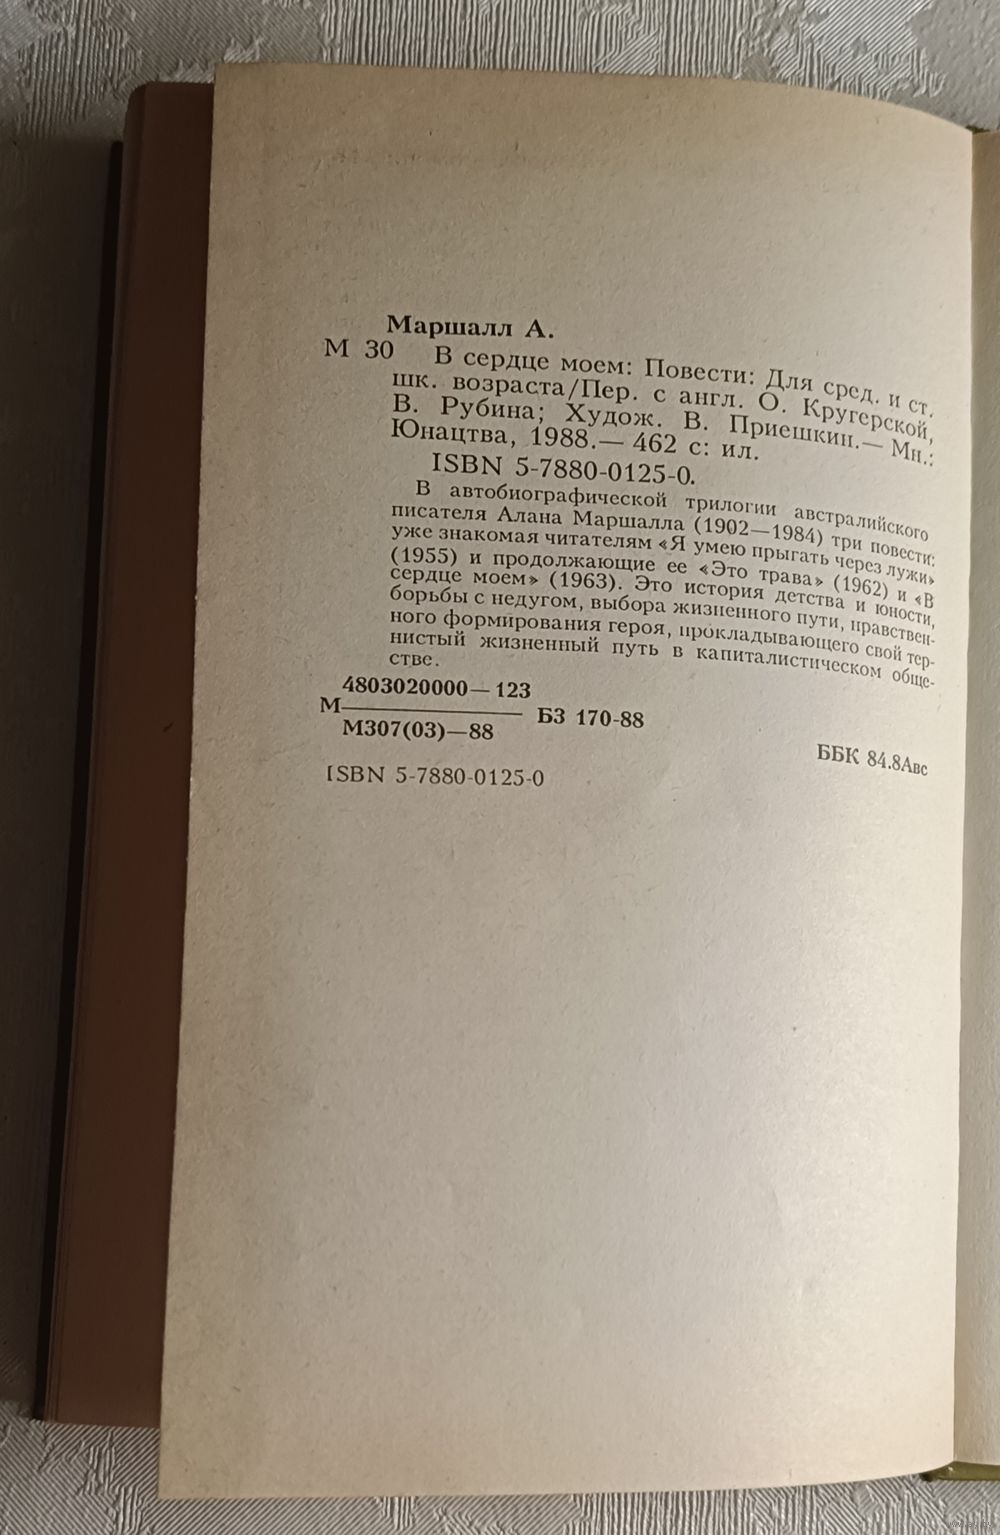 Маршалл А.
М 30 В сердце моем: Повести: Для сред. и ст.
шк. возраста/Пер. с англ. О. Кругерской,
В. Рубина; Худож. В. Приешкин.— Мн.:
Юнацтва, 1988.— 462 с: ил.
ISBN 5-7880-0125-0.
В автобиографической трилогии австралийского
писателя Алана Маршалла (1902—1984) три повести:
уже знакомая читателям «Я умею прыгать через лужи»
(1955) и продолжающие ее «Это трава» (1962) и «В
сердце моем» (1963). Это история детства и юности,
борьбы с недугом, выбора жизненного пути, нравствен-
ного формирования героя, прокладывающего свой тер-
нистый жизненный путь в капиталистическом обще-
стве.
4803020000—123
М БЗ 170-88
М307(03)—88
ББК 84.8Авс
ISBN 5-7880-0125-0